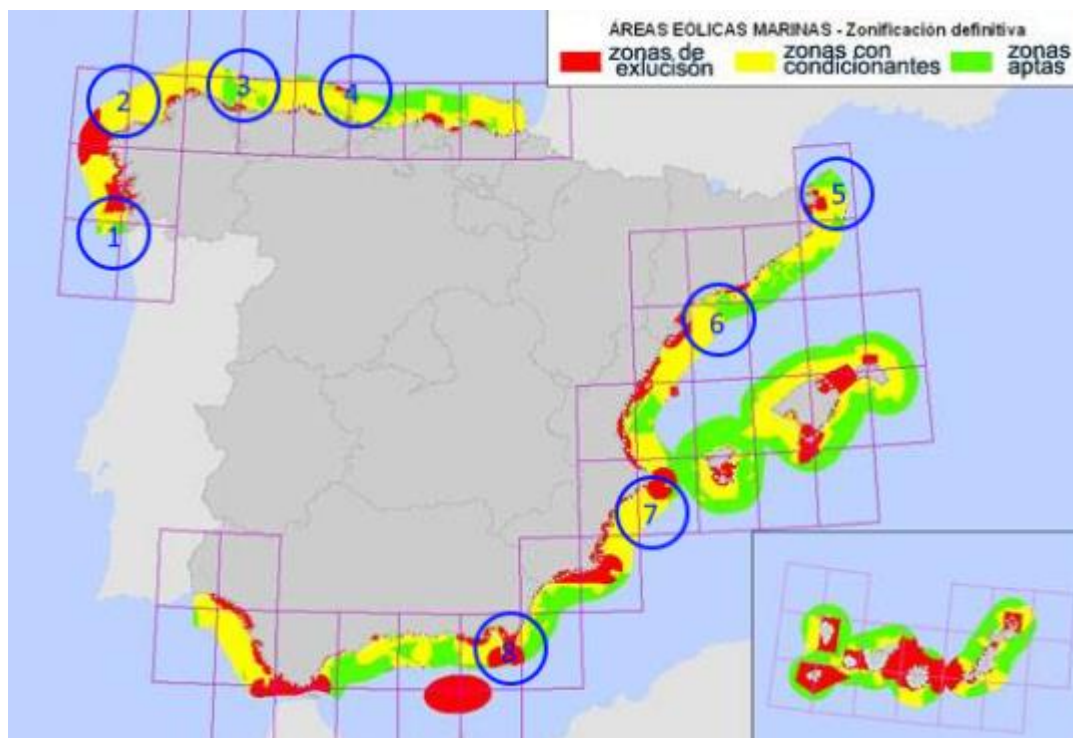 ÁREAS EÓLICAS MARINAS - Zonificación definitiva
zonas de exlucisón
zonas con condicionantes
zonas aptas
1
2
3
4
5
6
7
8